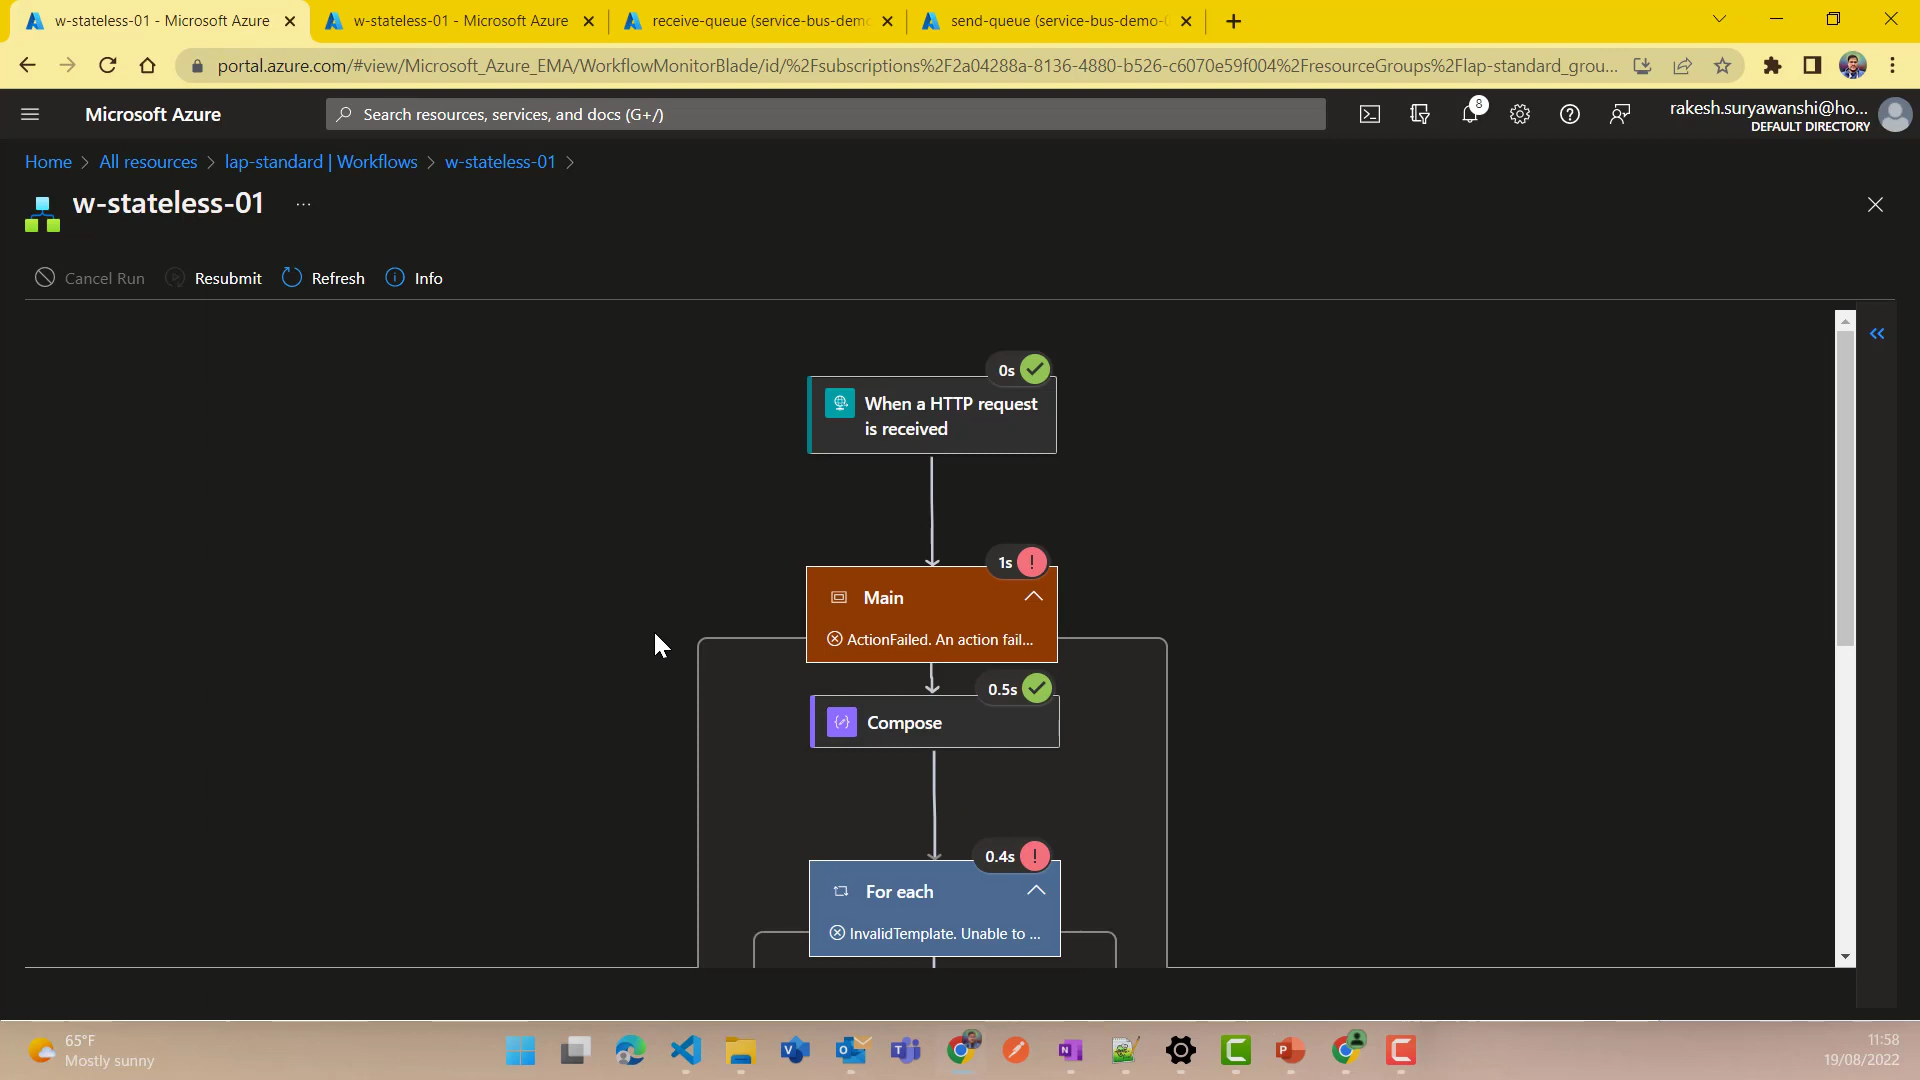 w-stateless-01 - Microsoft Azure
w-stateless-01 - Microsoft Azure
receive-queue (service-bus-demo
send-queue (service-bus-demo-
portal.azure.com/#view/Microsoft_Azure_EMA/WorkflowMonitorBlade/id/%2Fsubscriptions%2F2a04288a-8136-4880-b526-c6070e59f004%2FresourceGroups%2Flap-standard_grou...
Microsoft Azure
Search resources, services, and docs (G+/)
8
rakesh.suryawanshi@ho...
DEFAULT DIRECTORY
Home > All resources > lap-standard | Workflows > w-stateless-01 >
w-stateless-01 ...
Cancel Run Resubmit Refresh Info
0s
When a HTTP request
is received
1s !
Main
ActionFailed. An action fail...
0.5s
Compose
0.4s !
For each
InvalidTemplate. Unable to ...
65°F
Mostly sunny
11:58
19/08/2022